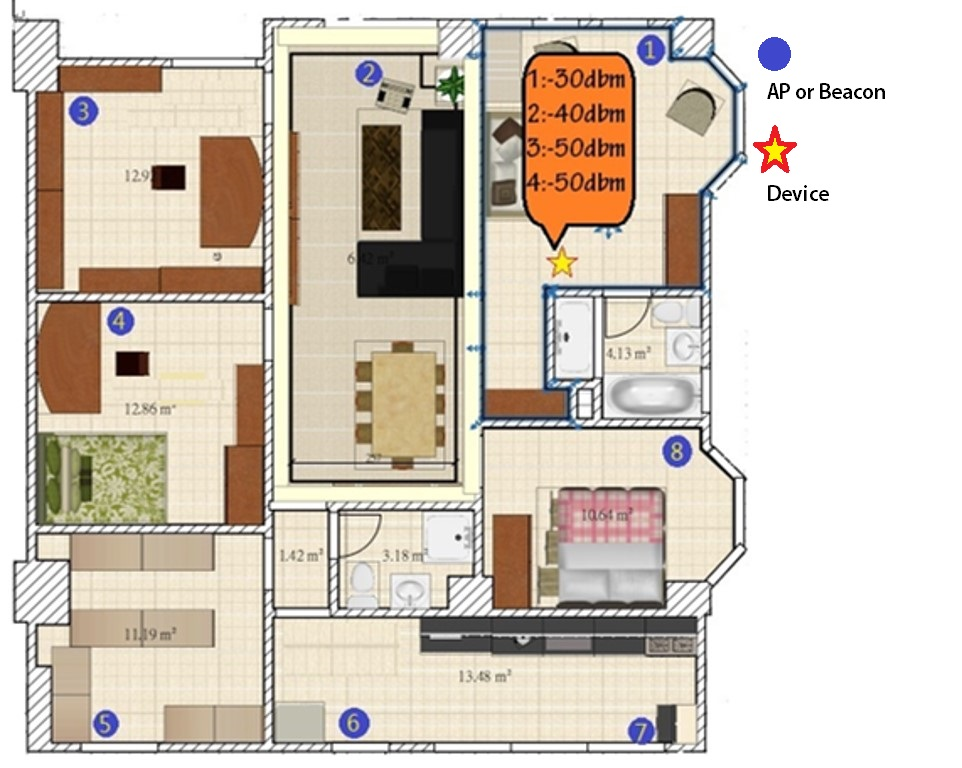 1
1:-30dbm
2:-40dbm
3:-50dbm
4:-50dbm
2
3
AP or Beacon
Device
6.42 m²
4
4.13 m²
12.86 m²
8
10.64 m²
1.42 m²
3.18 m²
11.19 m²
13.48 m²
5
6
7